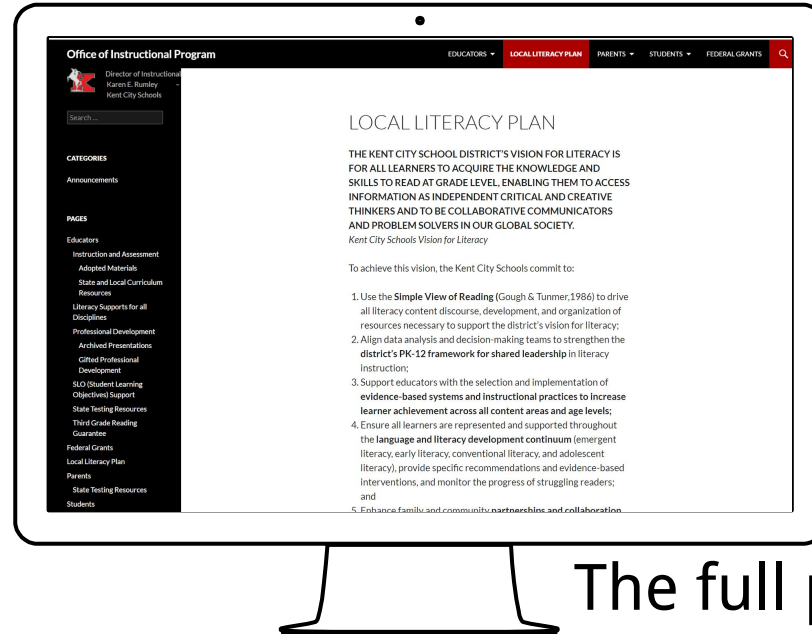 Office of Instructional Program
EDUCATORS
LOCAL LITERACY PLAN
PARENTS
STUDENTS
FEDERAL GRANTS
Director of Instructional
Karen E. Rumley -
Kent City Schools
Search ...
CATEGORIES
Announcements
PAGES
Educators
Instruction and Assessment
Adopted Materials
State and Local Curriculum
Resources
Literacy Supports for all
Disciplines
Professional Development
Archived Presentations
Gifted Professional
Development
SLO (Student Learning
Objectives) Support
State Testing Resources
Third Grade Reading
Guarantee
Federal Grants
Local Literacy Plan
Parents
State Testing Resources
Students
LOCAL LITERACY PLAN
THE KENT CITY SCHOOL DISTRICT'S VISION FOR LITERACY IS
FOR ALL LEARNERS TO ACQUIRE THE KNOWLEDGE AND
SKILLS TO READ AT GRADE LEVEL, ENABLING THEM TO ACCESS
INFORMATION AS INDEPENDENT CRITICAL AND CREATIVE
THINKERS AND TO BE COLLABORATIVE COMMUNICATORS
AND PROBLEM SOLVERS IN OUR GLOBAL SOCIETY.
Kent City Schools Vision for Literacy
To achieve this vision, the Kent City Schools commit to:
1. Use the Simple View of Reading (Gough & Tunmer,1986) to drive
all literacy content discourse, development, and organization of
resources necessary to support the district's vision for literacy;
2. Align data analysis and decision-making teams to strengthen the
district's PK-12 framework for shared leadership in literacy
instruction;
3. Support educators with the selection and implementation of
evidence-based systems and instructional practices to increase
learner achievement across all content areas and age levels;
4. Ensure all learners are represented and supported throughout
the language and literacy development continuum (emergent
literacy, early literacy, conventional literacy, and adolescent
literacy), provide specific recommendations and evidence-based
interventions, and monitor the progress of struggling readers;
and
5. Enhance family and community partnerships and collaboration
The full